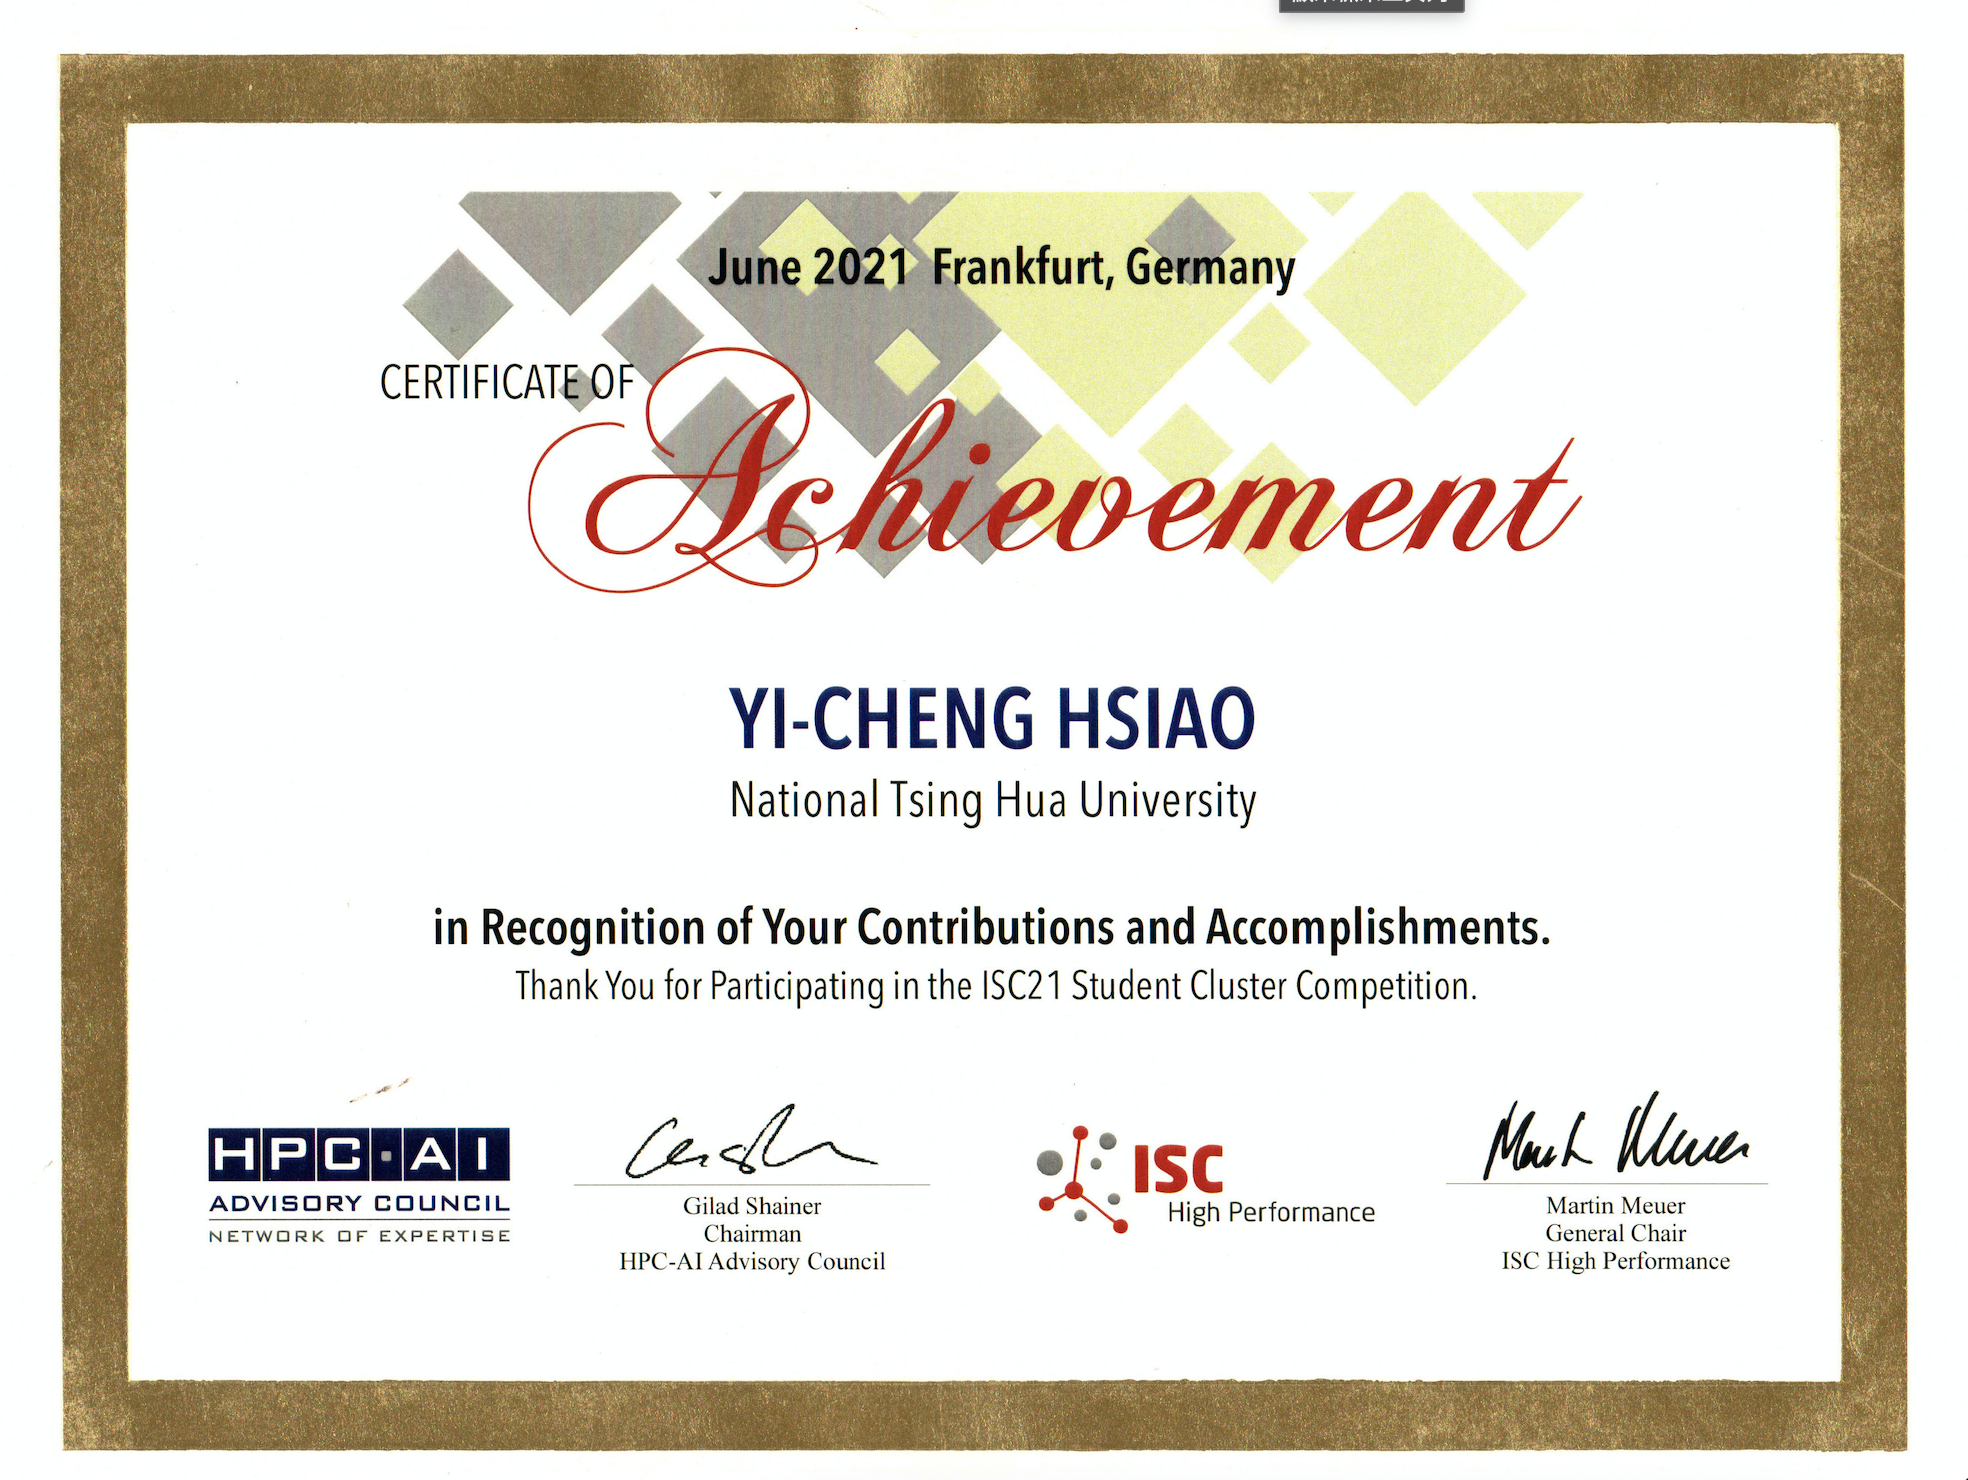 June 2021 Frankfurt, Germany
CERTIFICATE OF
Achievement
YI-CHENG HSIAO
National Tsing Hua University
in Recognition of Your Contributions and Accomplishments.
Thank You for Participating in the ISC21 Student Cluster Competition.
HPC·AI
ADVISORY COUNCIL
NETWORK OF EXPERTISE
Gilad Shainer
Chairman
HPC-AI Advisory Council
ISC
High Performance
Martin Meuer
General Chair
ISC High Performance